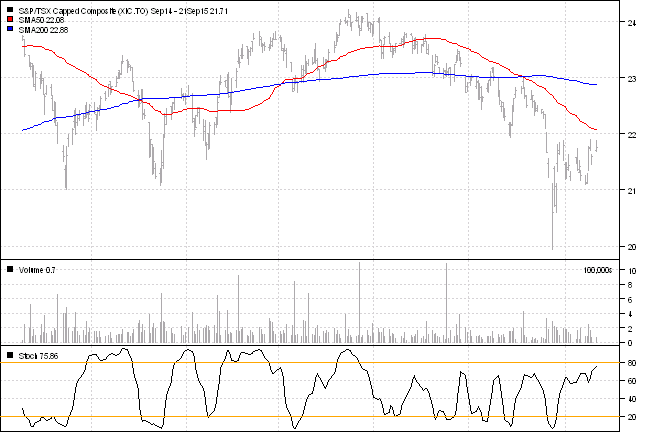 S&P/TSX Capped Composite (XIC.TO) Sep14 - 21Sep15 21.71
SMA50 22.08
SMA200 22.88
24
23
22
21
20
Volume 0.7
100,000s
10
8
6
4
2
0
Stoch 75.86
80
60
40
20